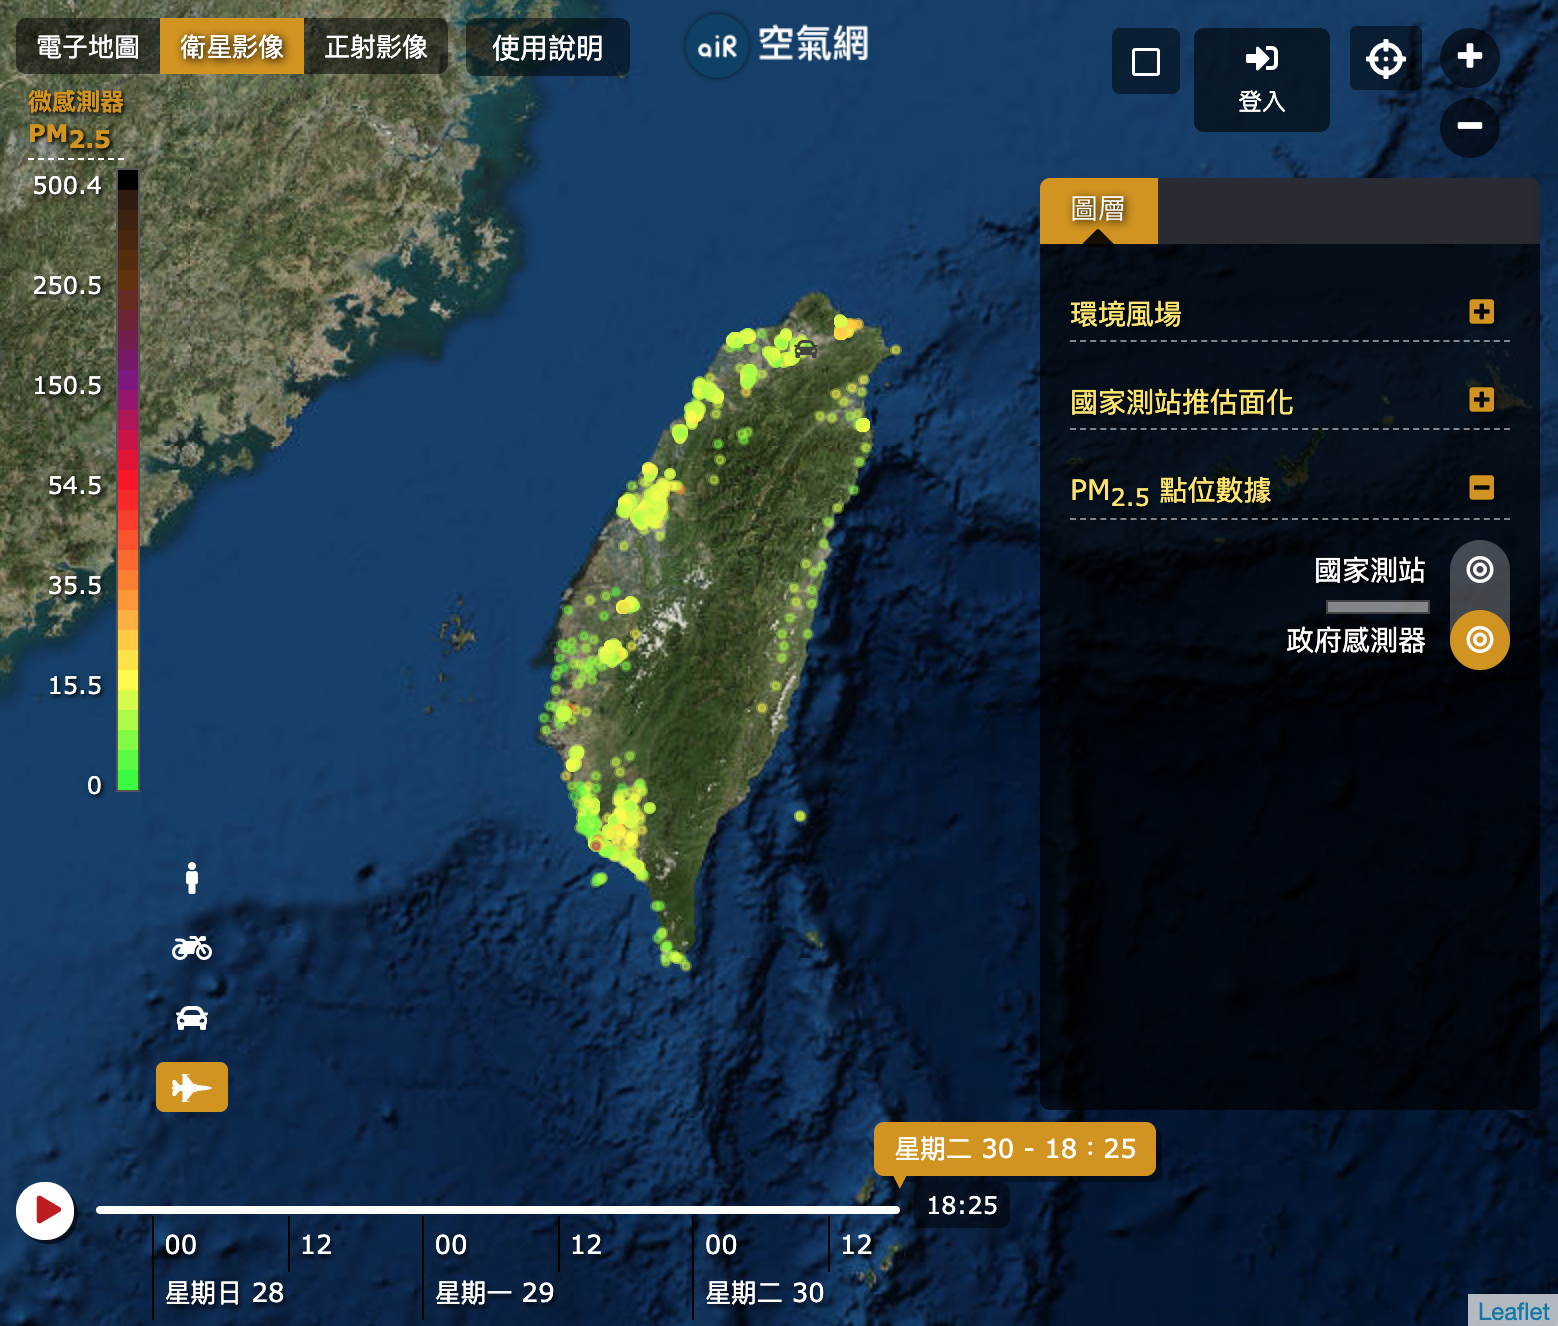 電子地圖
衛星影像
正射影像
使用說明
aiR 空氣網
登入
微感測器
PM2.5
500.4
250.5
150.5
54.5
35.5
15.5
0
圖層
環境風場
國家測站推估面化
PM2.5 點位數據
國家測站
政府感測器
星期二 30 - 18：25
18:25
00 12 00 12 00 12
星期日 28 星期一 29 星期二 30
Leaflet